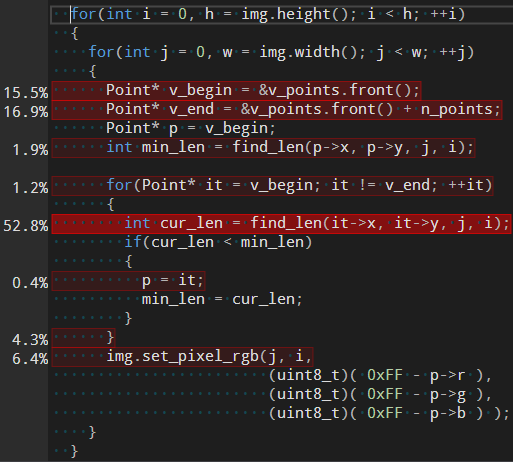 for(int i = 0, h = img.height(); i < h; ++i)
{
for(int j = 0, w = img.width(); j < w; ++j)
{
15.5% Point* v_begin = &v_points.front();
16.9% Point* v_end = &v_points.front() + n_points;
Point* p = v_begin;
1.9% int min_len = find_len(p->x, p->y, j, i);
1.2% for(Point* it = v_begin; it != v_end; ++it)
{
52.8% int cur_len = find_len(it->x, it->y, j, i);
if(cur_len < min_len)
{
0.4% p = it;
min_len = cur_len;
}
4.3% }
6.4% img.set_pixel_rgb(j, i,
(uint8_t)( 0xFF - p->r ),
(uint8_t)( 0xFF - p->g ),
(uint8_t)( 0xFF - p->b ) );
}
}